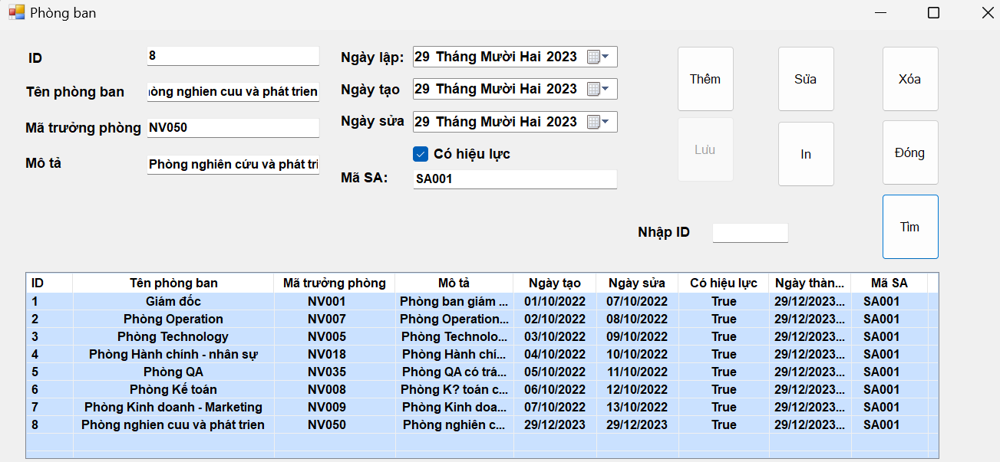 Phòng ban
ID 8
Tên phòng ban òng nghien cuu và phát trien
Mã trưởng phòng NV050
Mô tả Phòng nghiên cứu và phát tri
Ngày lập: 29 Tháng Mười Hai 2023
Ngày tạo 29 Tháng Mười Hai 2023
Ngày sửa 29 Tháng Mười Hai 2023
Có hiệu lực
Mã SA: SA001
Thêm Sửa Xóa
Lưu In Đóng
Tìm
Nhập ID
ID Tên phòng ban Mã trưởng phòng Mô tả Ngày tạo Ngày sửa Có hiệu lực Ngày thàn... Mã SA
1 Giám đốc NV001 Phòng ban giám ... 01/10/2022 07/10/2022 True 29/12/2023... SA001
2 Phòng Operation NV007 Phòng Operation... 02/10/2022 08/10/2022 True 29/12/2023... SA001
3 Phòng Technology NV005 Phòng Technolo... 03/10/2022 09/10/2022 True 29/12/2023... SA001
4 Phòng Hành chính - nhân sự NV018 Phòng Hành chí... 04/10/2022 10/10/2022 True 29/12/2023... SA001
5 Phòng QA NV035 Phòng QA có trá... 05/10/2022 11/10/2022 True 29/12/2023... SA001
6 Phòng Kế toán NV008 Phòng K? toán c... 06/10/2022 12/10/2022 True 29/12/2023... SA001
7 Phòng Kinh doanh - Marketing NV009 Phòng Kinh doa... 07/10/2022 13/10/2022 True 29/12/2023... SA001
8 Phòng nghien cuu và phát trien NV050 Phòng nghiên c... 29/12/2023 29/12/2023 True 29/12/2023... SA001